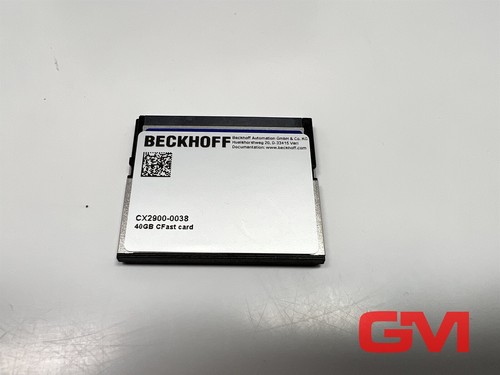 BECKHOFF
Beckhoff Automation GmbH & Co. KG
Huelshorstweg 20, D-33415 Verl
Documentation: www.beckhoff.com
CX2900-0038
40GB CFast card
GM